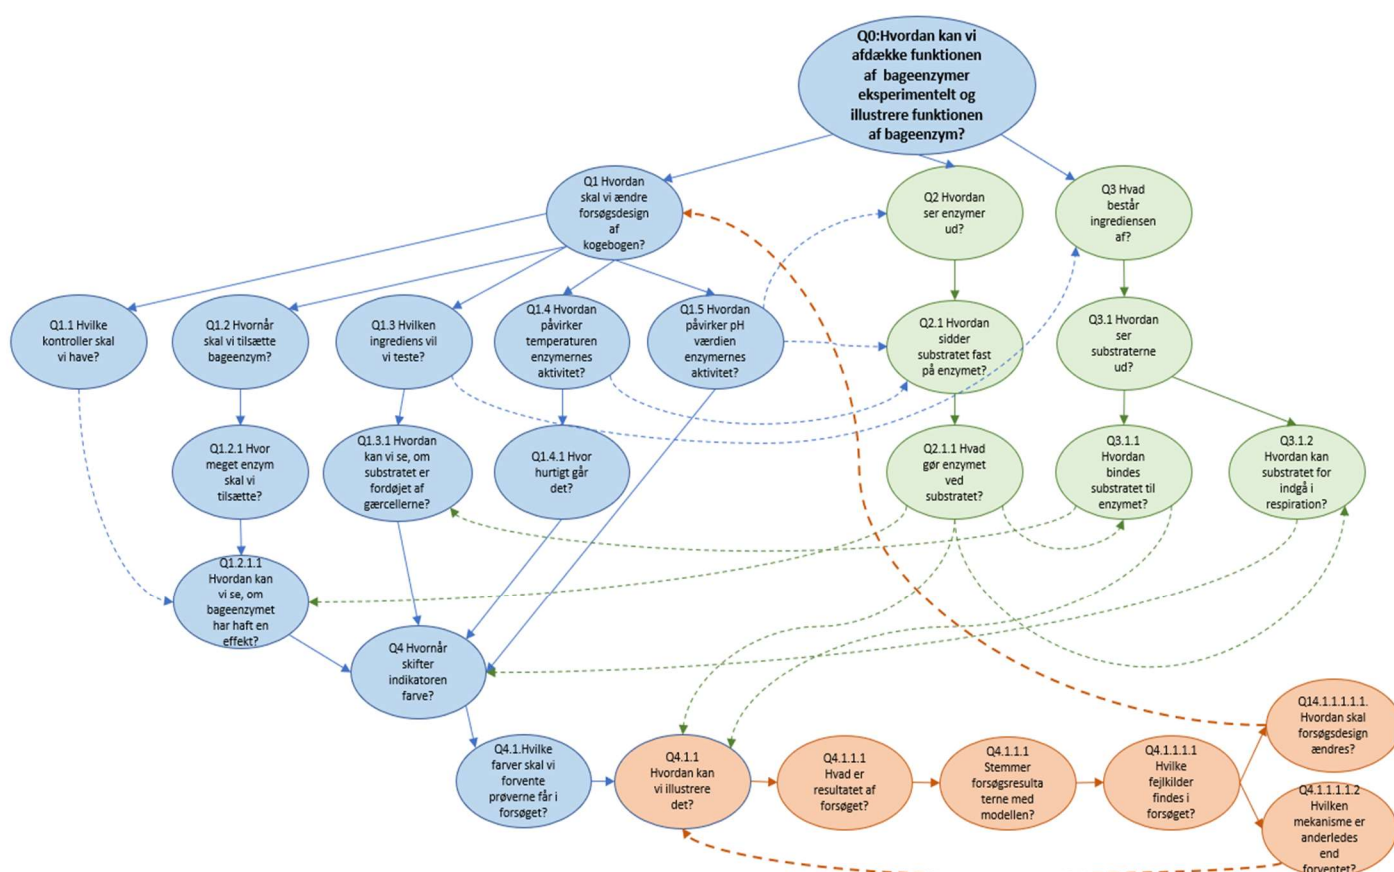 Q0:Hvordan kan vi
afdække funktionen
af bageenzymer
eksperimentelt og
illustrere funktionen
af bageenzym?
Q1 Hvordan
skal vi ændre
forsøgsdesign
af
kogebogen?
Q2 Hvordan
ser enzymer
ud?
Q3 Hvad
består
ingrediensen
af?
Q1.1 Hvilke
kontroller skal
vi have?
Q1.2 Hvornår
skal vi tilsætte
bageenzym?
Q1.3 Hvilken
ingrediens vil
vi teste?
Q1.4 Hvordan
påvirker
temperaturen
enzymernes
aktivitet?
Q1.5 Hvordan
påvirker pH
værdien
enzymernes
aktivitet?
Q2.1 Hvordan
sidder
substratet fast
på enzymet?
Q3.1 Hvordan
ser
substraterne
ud?
Q1.2.1 Hvor
meget enzym
skal vi
tilsætte?
Q1.3.1 Hvordan
kan vi se, om
substratet er
fordøjet af
gærcellerne?
Q1.4.1 Hvor
hurtigt går
det?
Q2.1.1 Hvad
gør enzymet
ved
substratet?
Q3.1.1
Hvordan
bindes
substratet til
enzymet?
Q3.1.2
Hvordan kan
substratet for
indgå i
respiration?
Q1.2.1.1
Hvordan kan
vi se, om
bageenzymet
har haft en
effekt?
Q4 Hvornår
skifter
indikatoren
farve?
Q4.1.Hvilke
farver skal vi
forvente
prøverne får i
forsøget?
Q4.1.1
Hvordan kan
vi illustrere
det?
Q4.1.1.1
Hvad er
resultatet af
forsøget?
Q4.1.1.1
Stemmer
forsøgsresulta
terne med
modellen?
Q4.1.1.1.1
Hvilke
fejlkilder
findes i
forsøget?
Q14.1.1.1.1.1.
Hvordan skal
forsøgsdesign
ændres?
Q4.1.1.1.1.2
Hvilken
mekanisme er
anderledes
end
forventet?